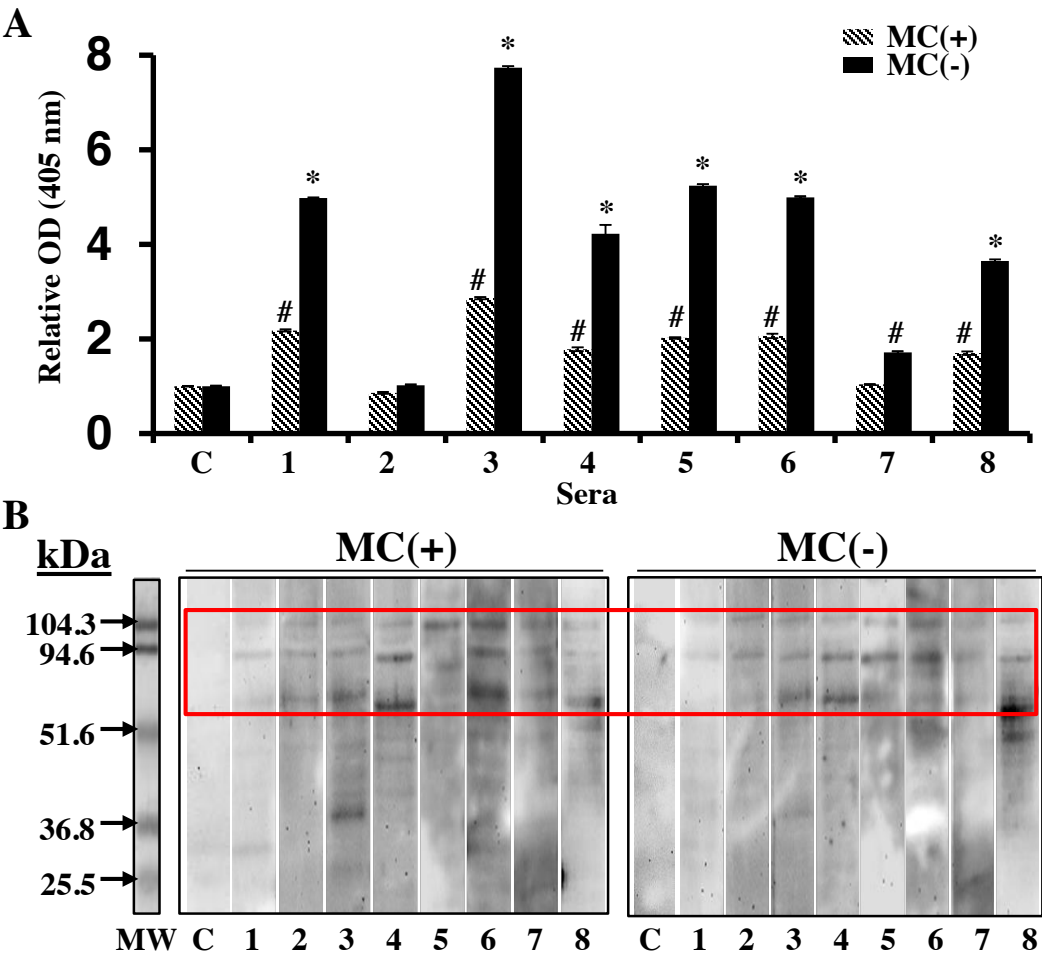 A
Relative OD (405 nm)
8
6
4
2
0
MC(+)
MC(-)
*
*
*
*
*
*
#
#
#
#
#
#
#
C 1 2 3 4 5 6 7 8
Sera
B
kDa
MC(+)
MC(-)
104.3
94.6
51.6
36.8
25.5
MW C 1 2 3 4 5 6 7 8 C 1 2 3 4 5 6 7 8